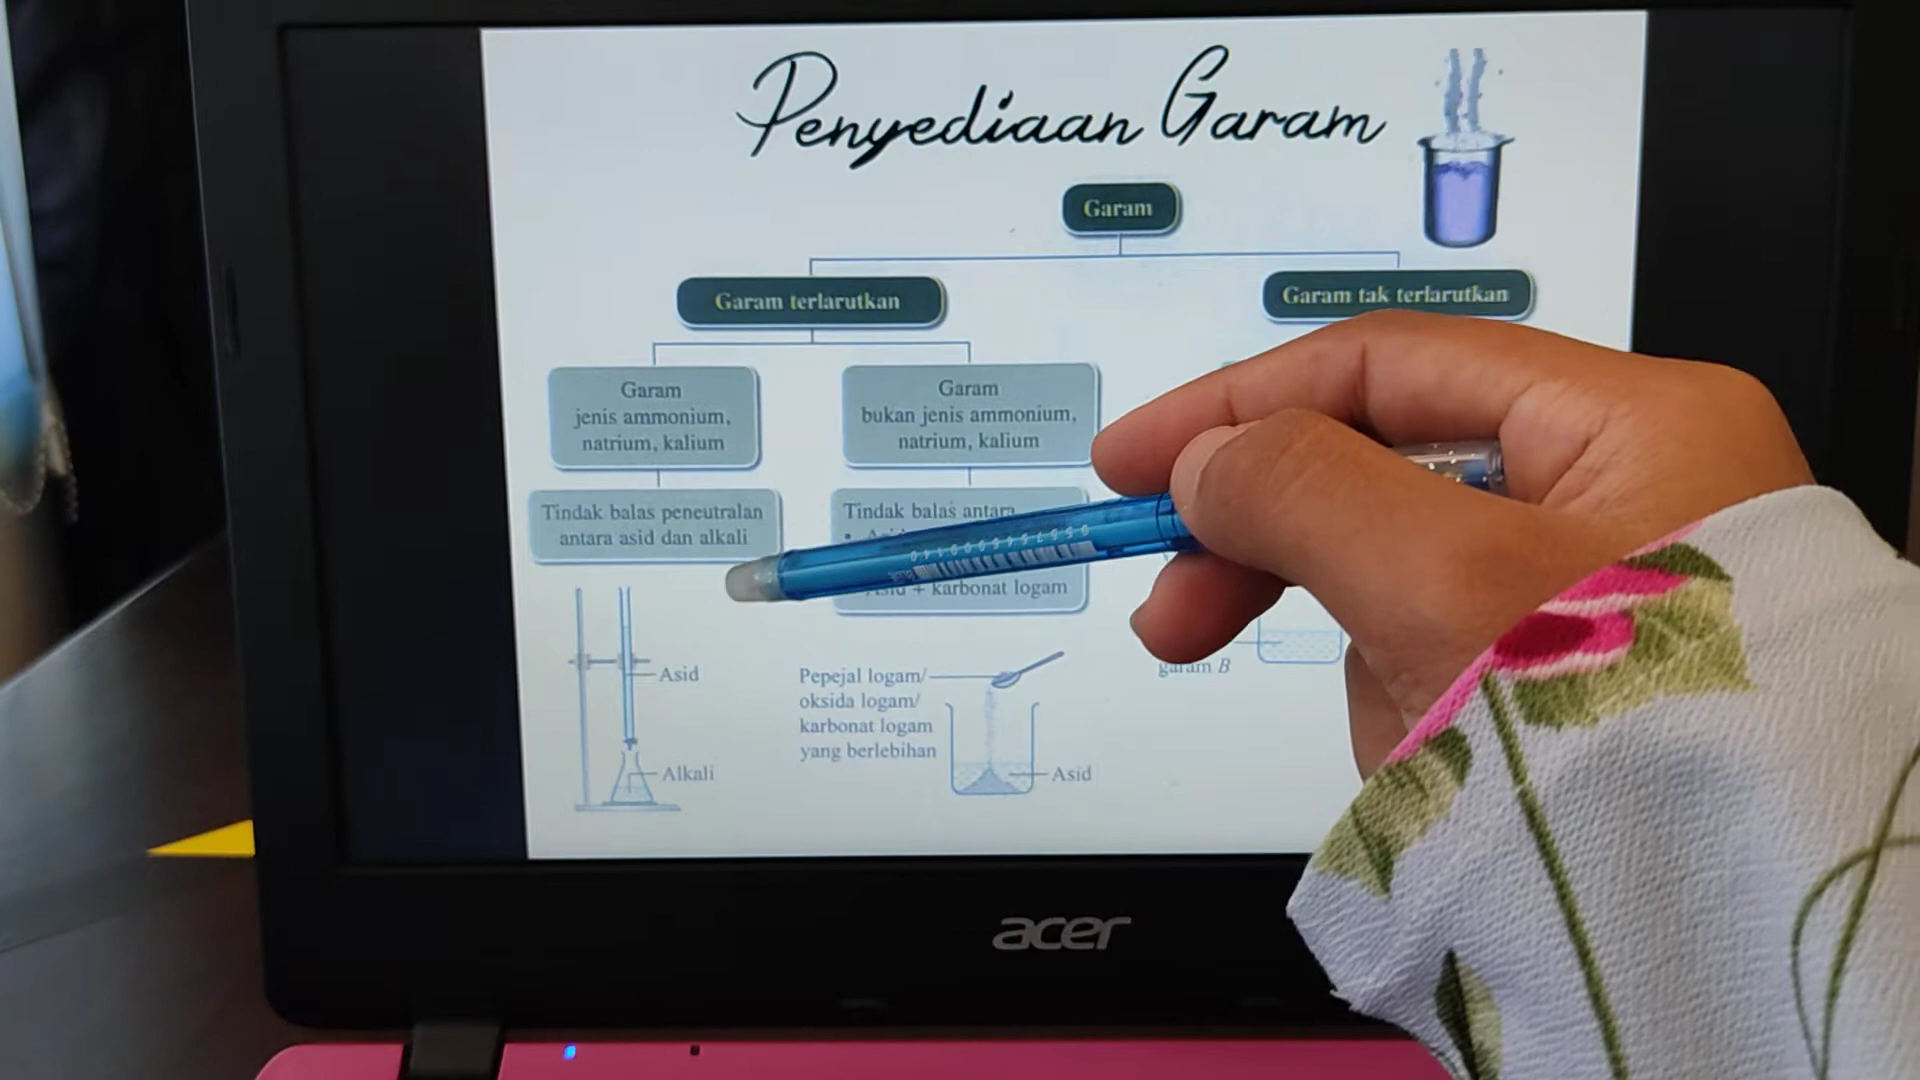 Penyediaan Garam
Garam
Garam terlarutkan
Garam tak terlarutkan
Garam
jenis ammonium,
natrium, kalium
Garam
bukan jenis ammonium,
natrium, kalium
Tindak balas peneutralan
antara asid dan alkali
Tindak balas antara
+ karbonat logam
Asid
Alkali
Pepejal logam/
oksida logam/
karbonat logam
yang berlebihan
Asid
garam B
acer